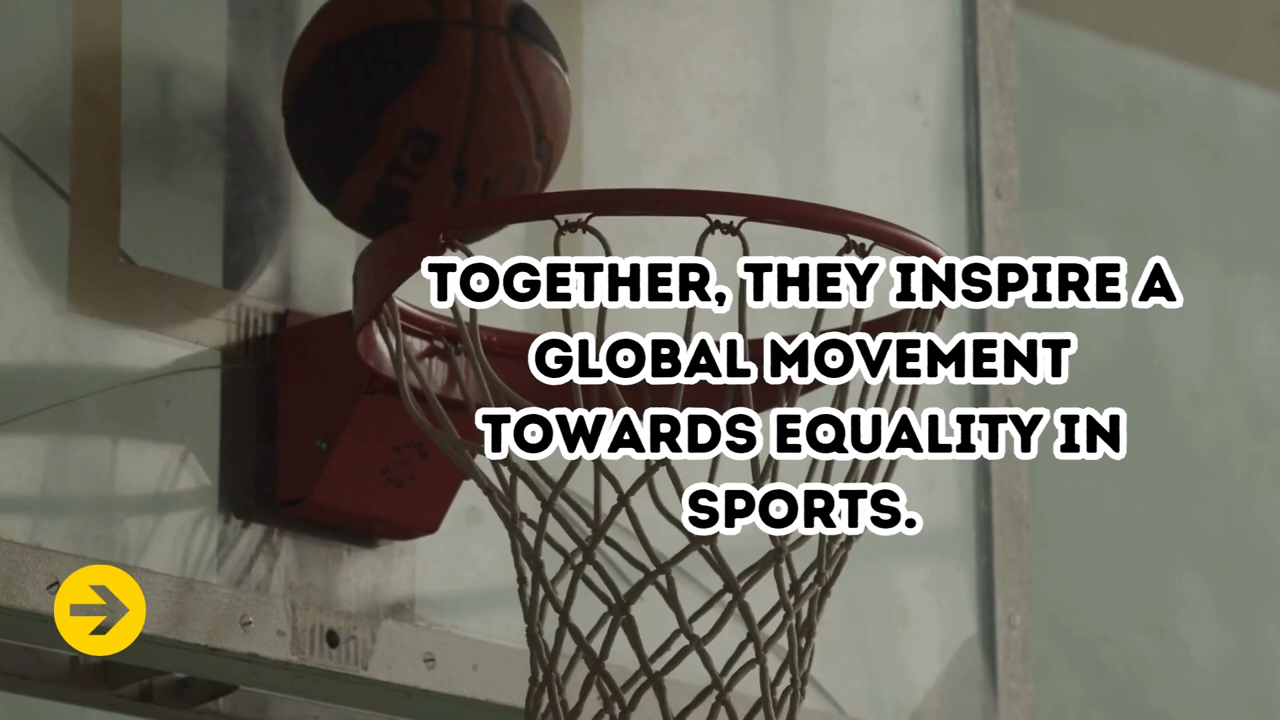 TOGETHER, THEY INSPIRE A
GLOBAL MOVEMENT
TOWARDS EQUALITY IN
SPORTS.